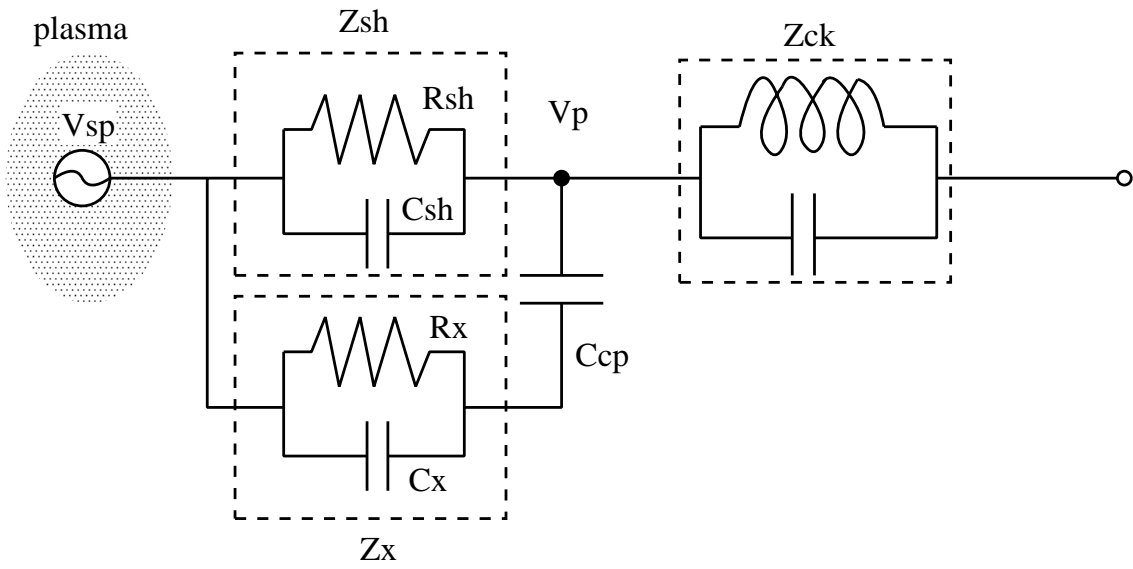 plasma
Zsh
Zck
Rsh
Vp
Vsp
Csh
Rx
Ccp
Cx
Zx